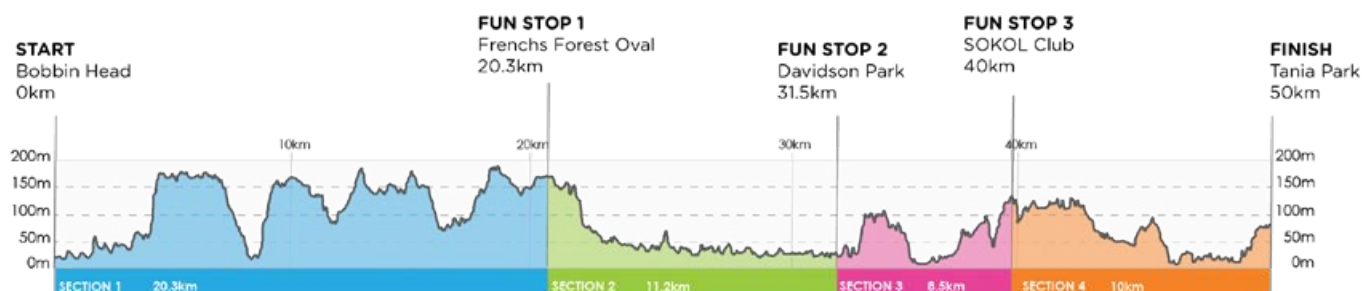 START
Bobbin Head
0km
FUN STOP 1
Frenchs Forest Oval
20.3km
FUN STOP 2
Davidson Park
31.5km
FUN STOP 3
SOKOL Club
40km
FINISH
Tania Park
50km
10km
20km
30km
40km
200m
150m
100m
50m
0m
200m
150m
100m
50m
0m
SECTION 1 20.3km
SECTION 2 11.2km
SECTION 3 8.5km
SECTION 4 10km